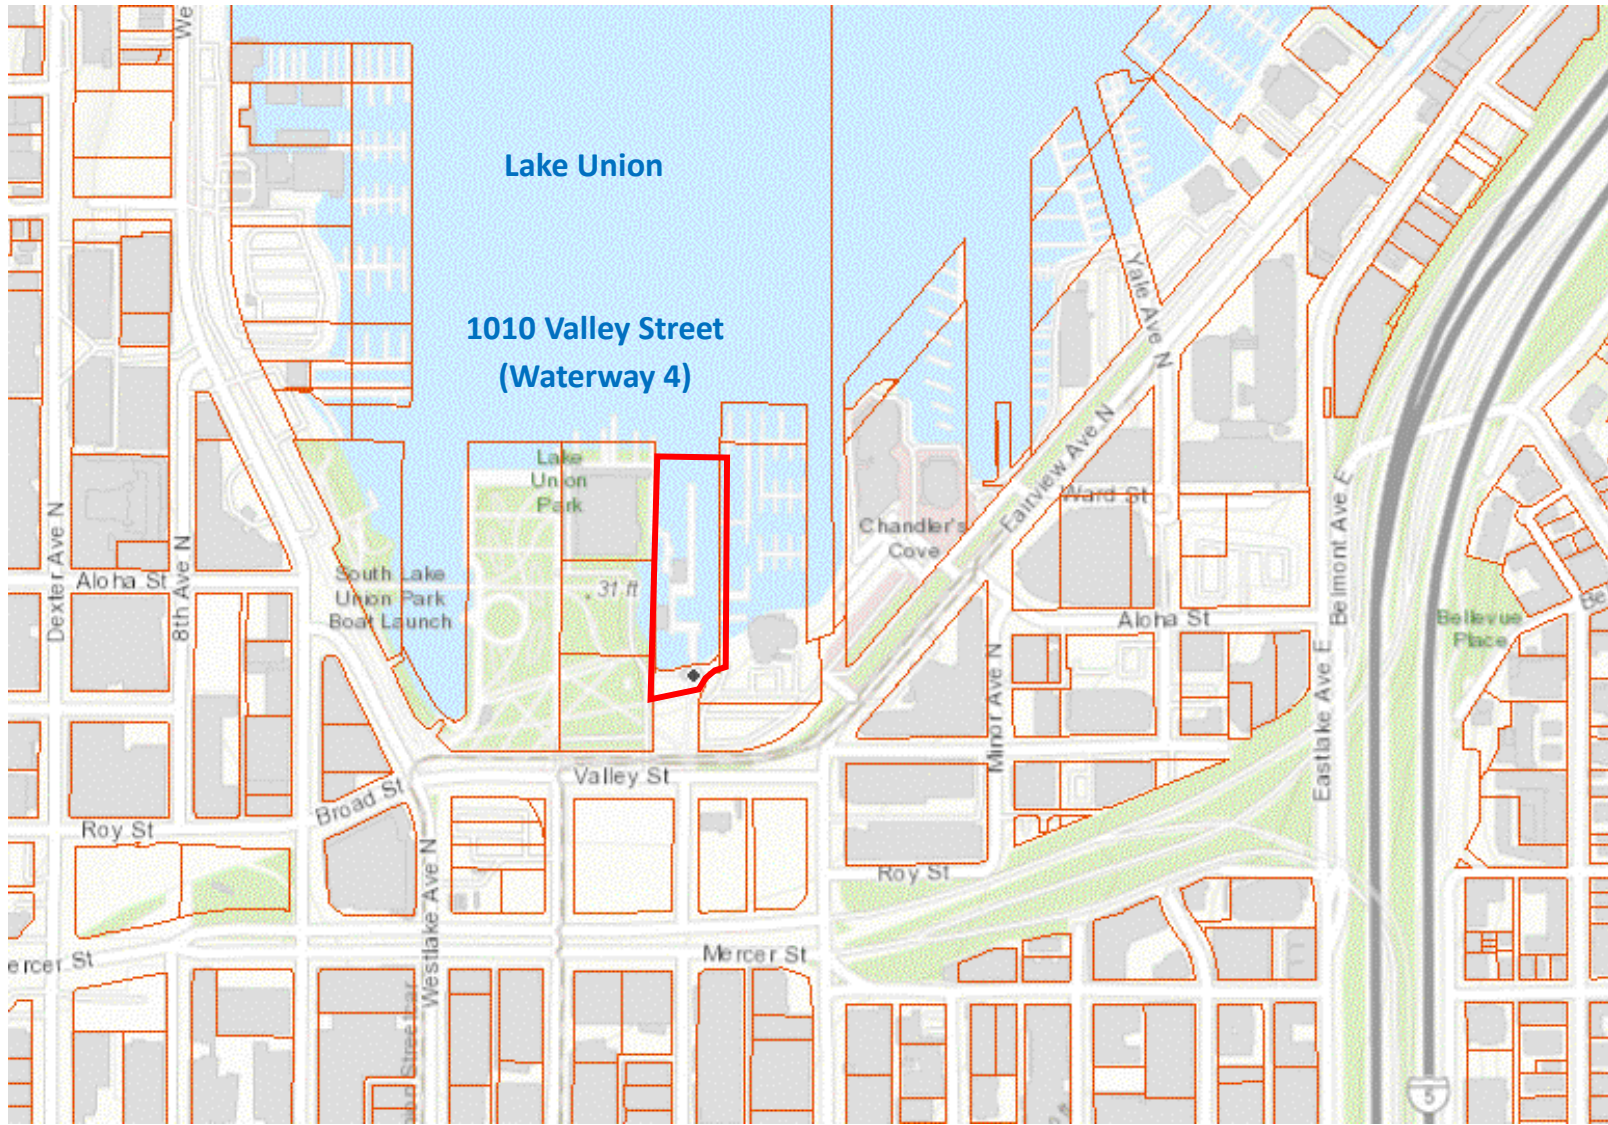 We
Lake Union
Yale Ave N
1010 Valley Street
(Waterway 4)
Lake
Union
Park
Fairview Ave N
Ward St
Chandler's
Cove
Dexter Ave N
8th Ave N
Aloha St
South Lake
Union Park
Boat Launch
31 ft
Belmont Ave E
Aloha St
Bellevue
Place
Be
Minor Ave N
Eastlake Ave E
Valley St
Broad St
Roy St
Westlake Ave N
Roy St
Mercer St
ercer St
Streetcar
5